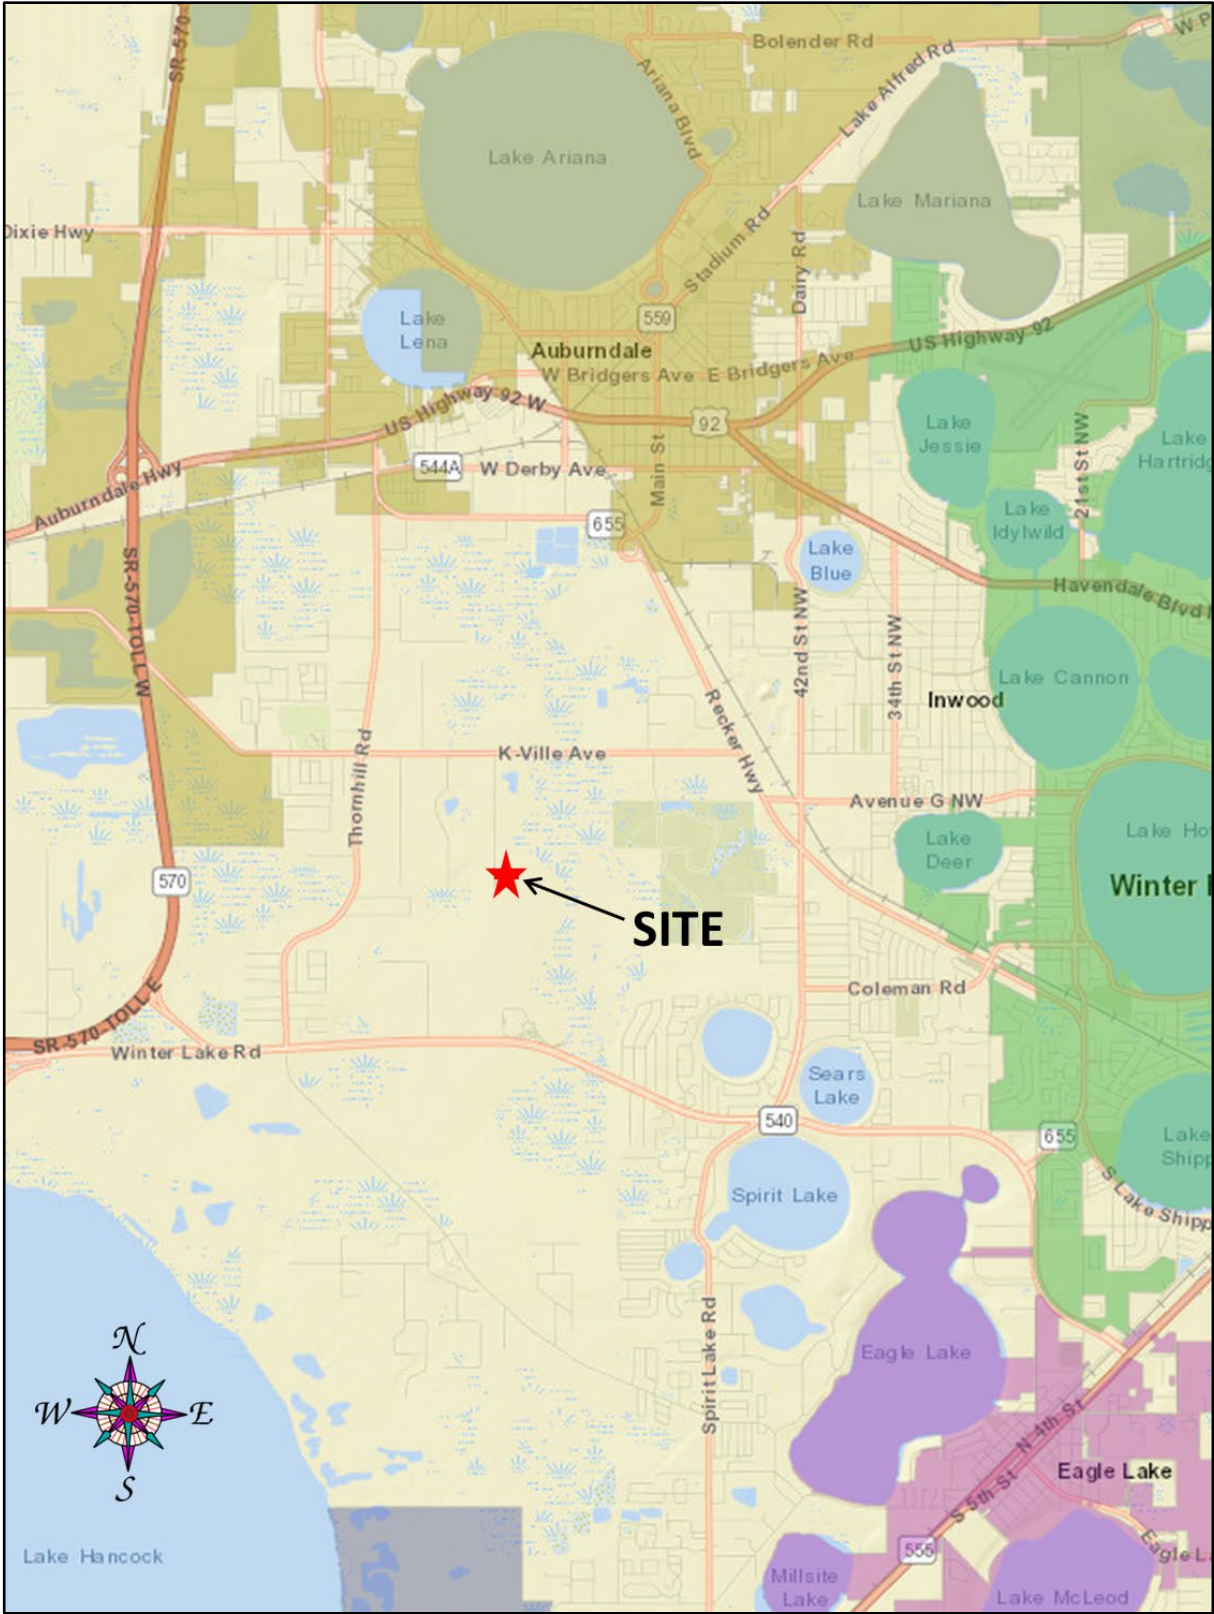 SR-570
Bolender Rd
W P
Ariana Blvd
Lake Alfred Rd
Lake Ariana
Lake Mariana
Dixie Hwy
Stadium Rd
Dairy Rd
Lake
Lena
559
US Highway 92
Auburndale
W Bridgers Ave
E Bridgers Ave
US Highway 92 W
92
Lake
Jessie
21st St NW
Lake
Hartridg
544A
W Derby Ave
Main St
Auburndale Hwy
655
Lake
Idylwild
Lake
Blue
SR-570-TOLL W
Havendale Blvd
42nd St NW
34th St NW
Lake Cannon
Inwood
Recker Hwy
K-Ville Ave
Thornhill Rd
Avenue G NW
Lake
Deer
Lake Ho
Winter
570
SITE
Coleman Rd
SR-570-TOLL E
Winter Lake Rd
Sears
Lake
540
655
Lake
Shipp
Spirit Lake
S Lake Shipp
Spirit Lake Rd
Eagle Lake
N
W
E
S
N 4th St
Eagle Lake
S 5th St
555
Eagle L
Lake Hancock
Millsite
Lake
Lake McLeod